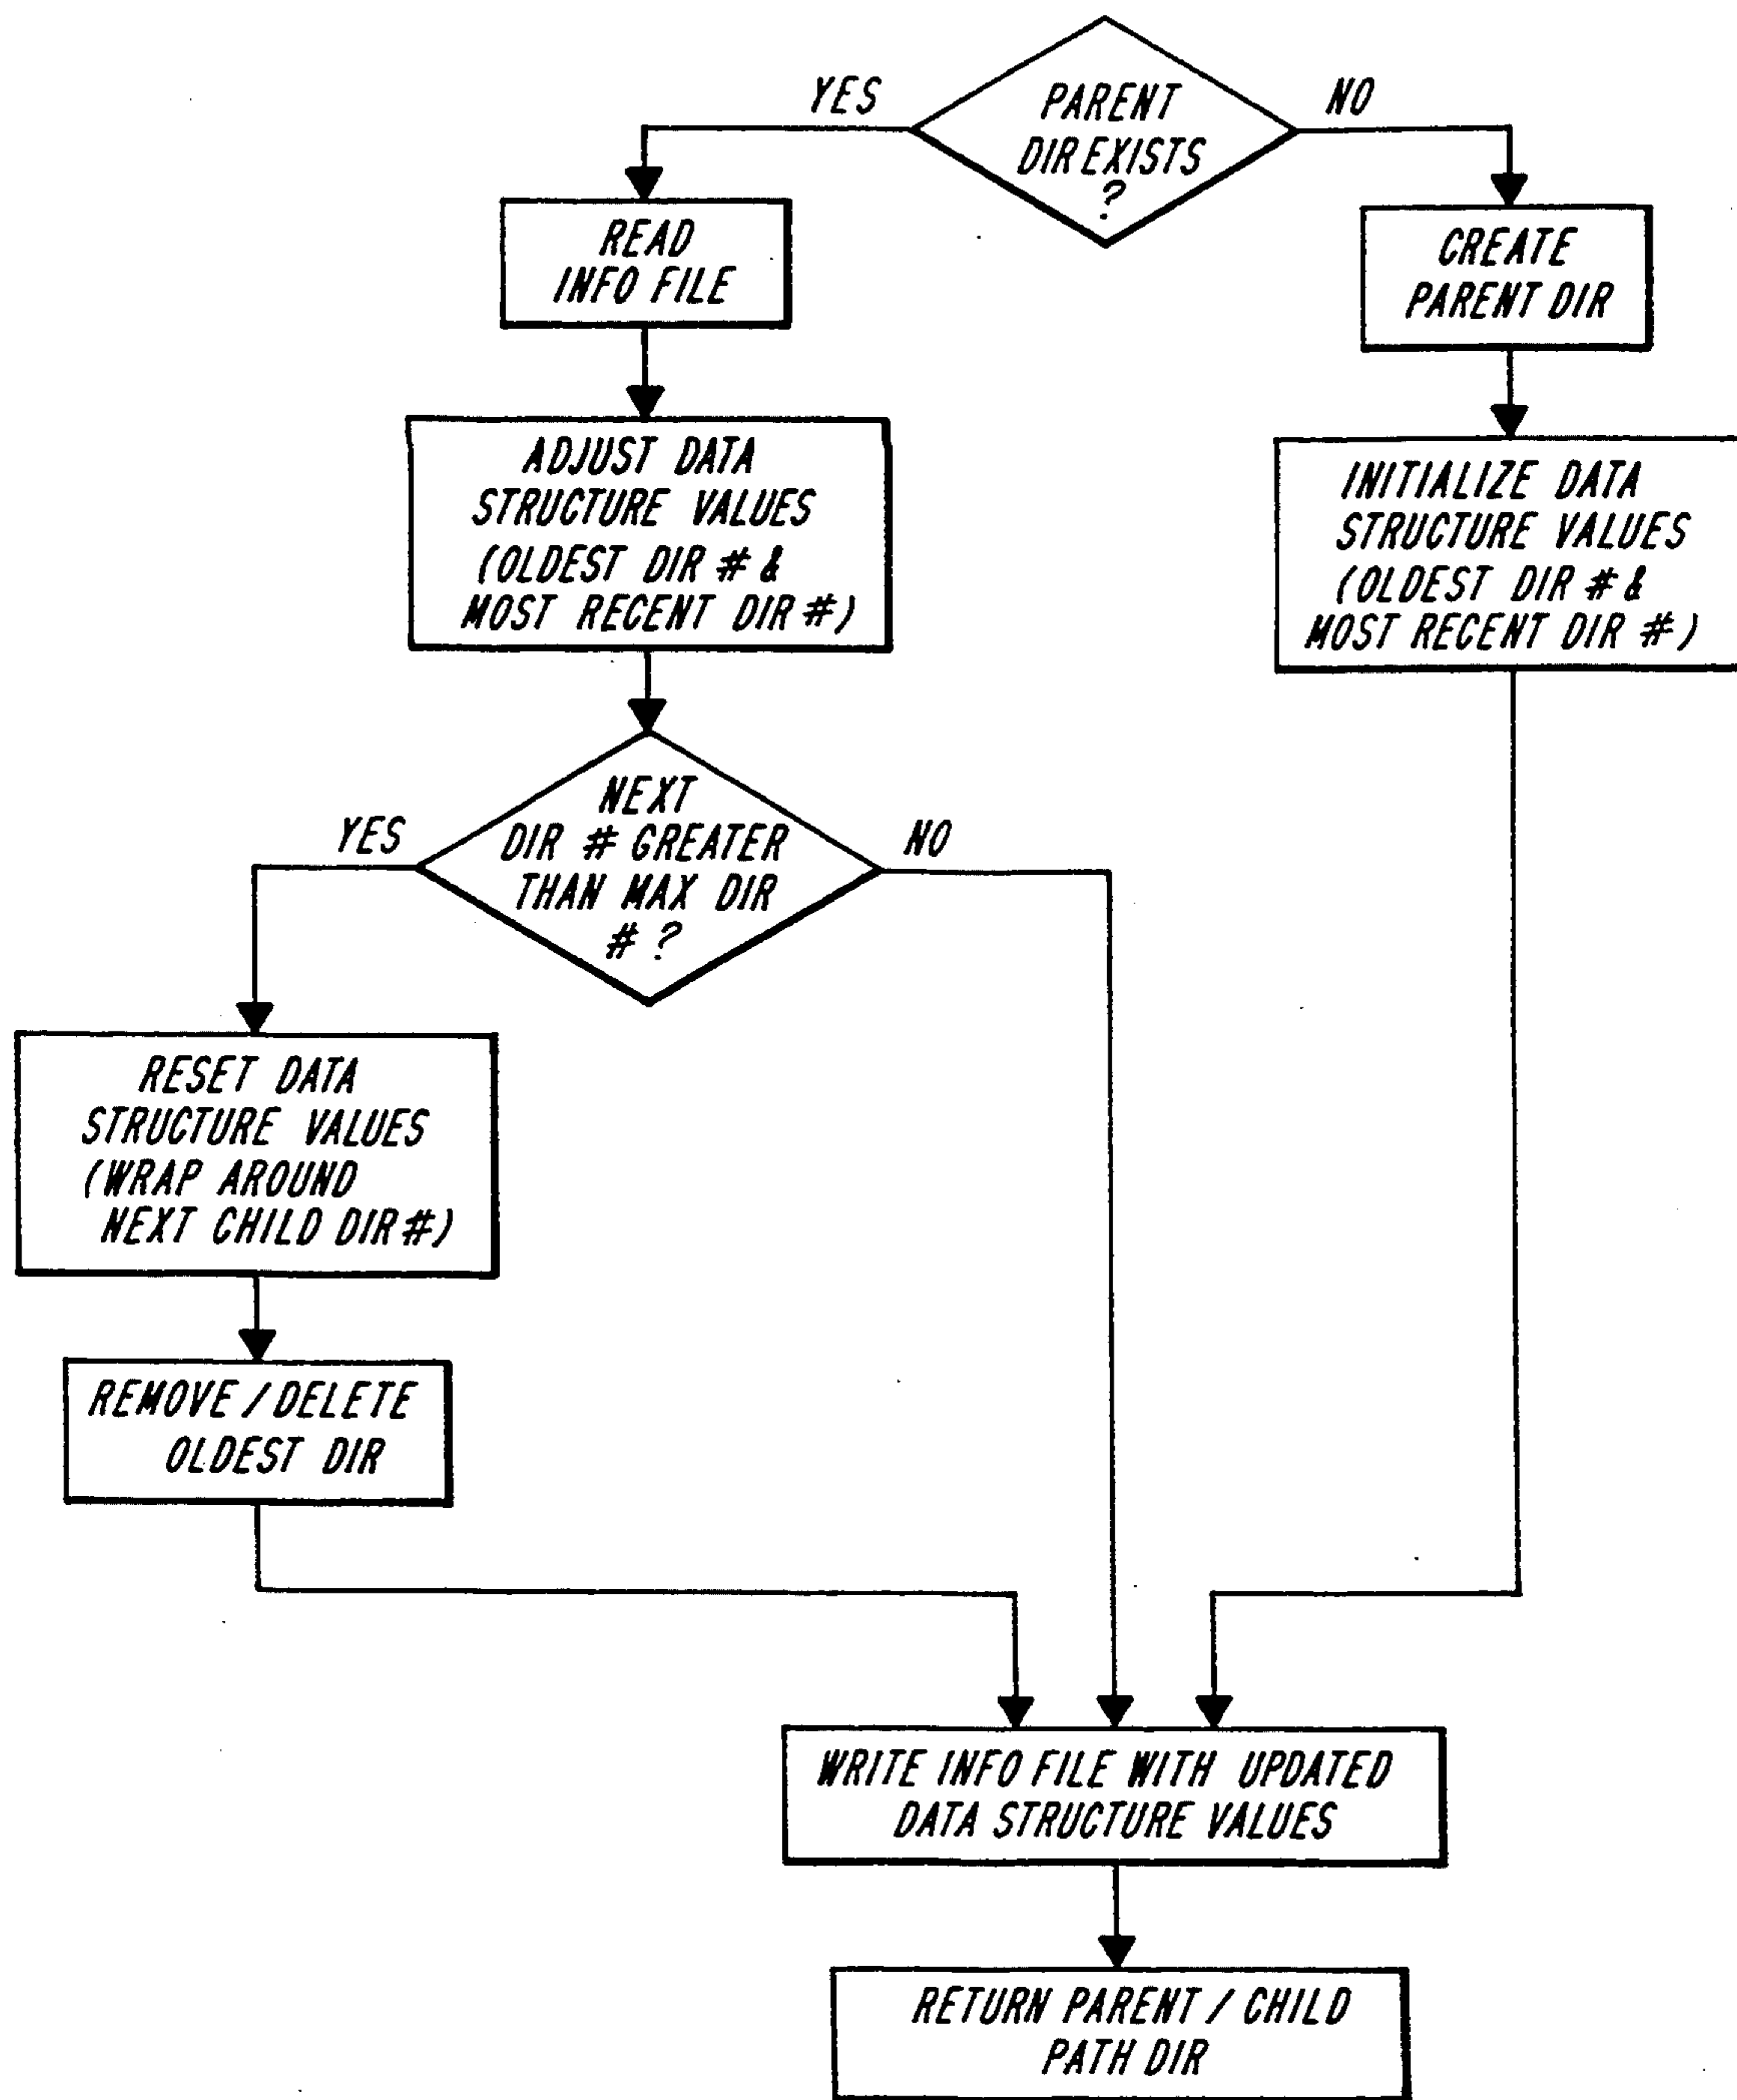 PARENT
DIR EXISTS
?
YES
NO
READ
INFO FILE
CREATE
PARENT DIR
ADJUST DATA
STRUCTURE VALUES
(OLDEST DIR # &
MOST RECENT DIR #)
INITIALIZE DATA
STRUCTURE VALUES
(OLDEST DIR # &
MOST RECENT DIR #)
NEXT
DIR # GREATER
THAN MAX DIR
# ?
YES
NO
RESET DATA
STRUCTURE VALUES
(WRAP AROUND
NEXT CHILD DIR #)
REMOVE / DELETE
OLDEST DIR
WRITE INFO FILE WITH UPDATED
DATA STRUCTURE VALUES
RETURN PARENT / CHILD
PATH DIR